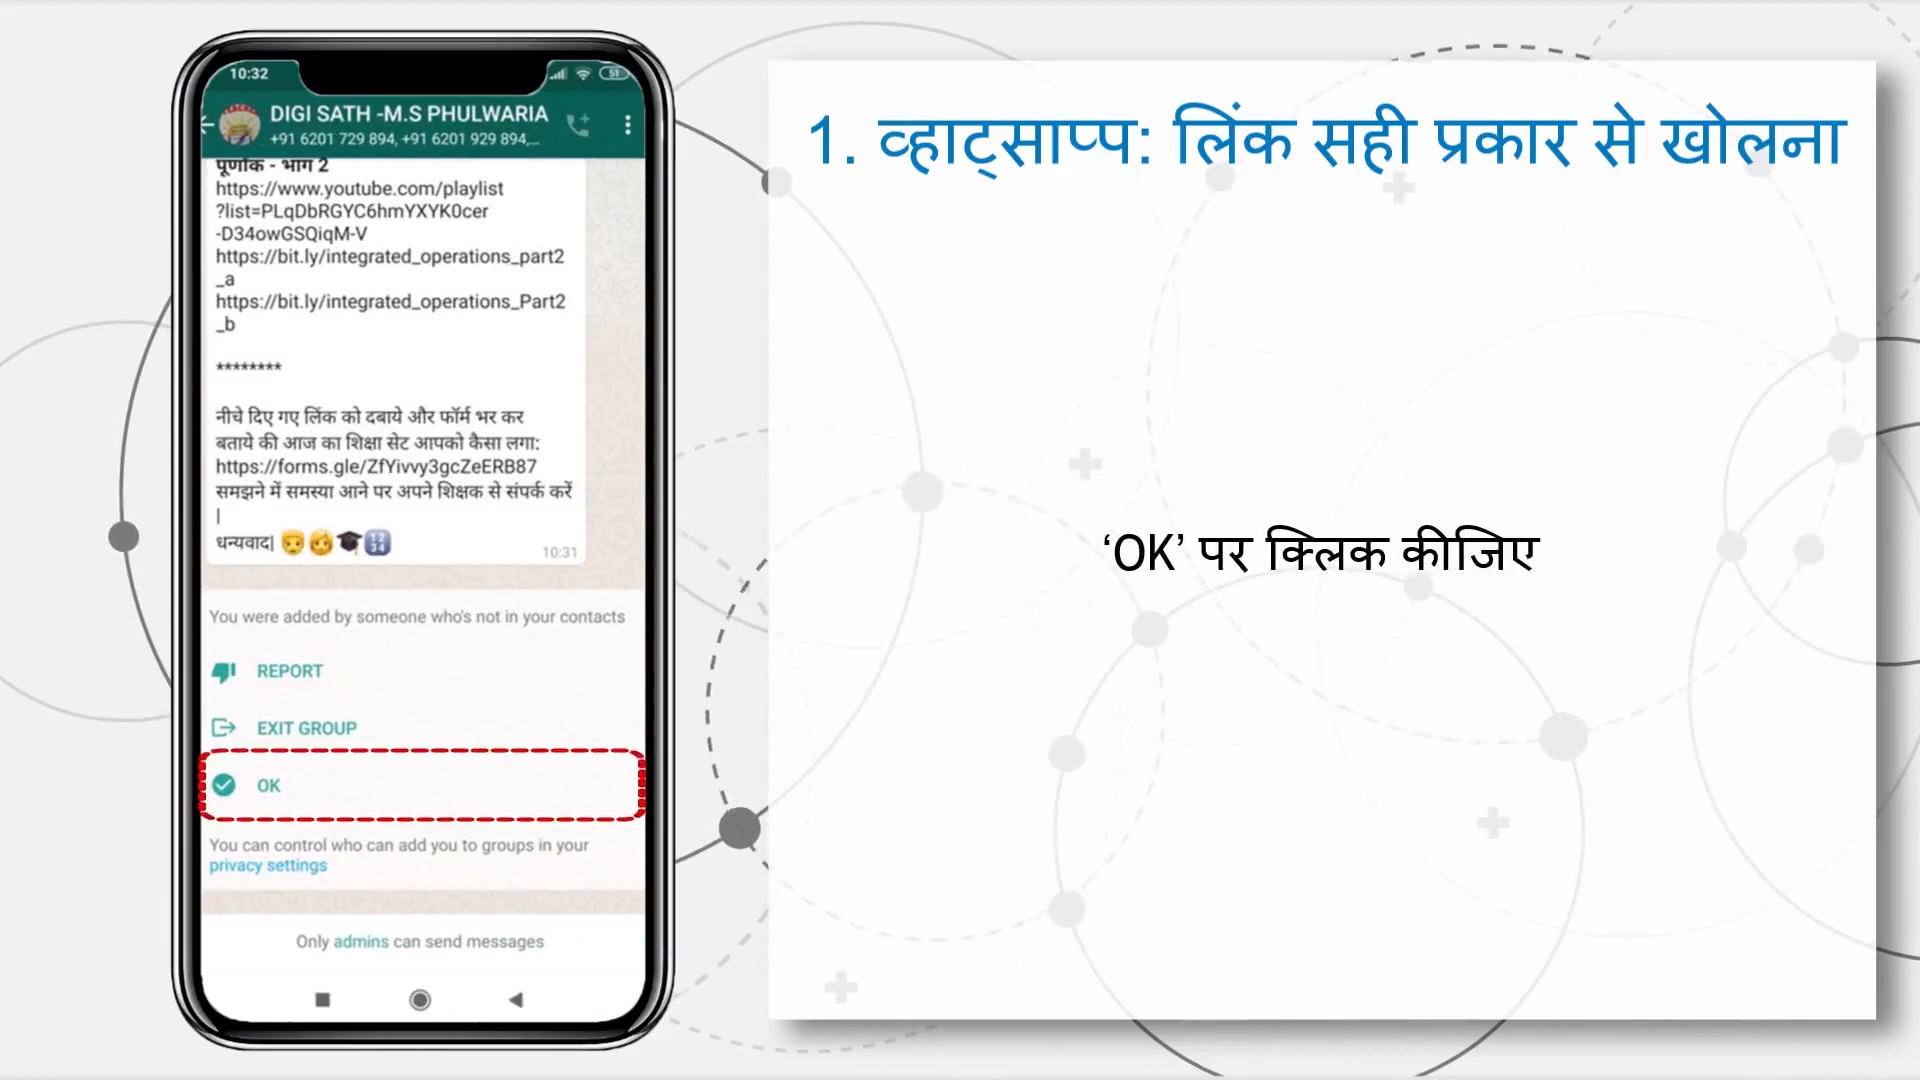 10:32
51
DIGI SATH -M.S PHULWARIA
+91 6201 729 894, +91 6201 929 894,...
पूर्णांक - भाग 2
https://www.youtube.com/playlist
?list=PLqDbRGYC6hmYXYK0cer
-D34owGSQiqM-V
https://bit.ly/integrated_operations_part2
_a
https://bit.ly/integrated_operations_Part2
_b
********
नीचे दिए गए लिंक को दबाये और फॉर्म भर कर
बताये की आज का शिक्षा सेट आपको कैसा लगा:
https://forms.gle/ZfYivvy3gcZeERB87
समझने में समस्या आने पर अपने शिक्षक से संपर्क करें
|
धन्यवाद| 👨👩🎓🔢
10:31
You were added by someone who's not in your contacts
REPORT
EXIT GROUP
OK
You can control who can add you to groups in your
privacy settings
Only admins can send messages
1. व्हाट्साप्प: लिंक सही प्रकार से खोलना
‘OK’ पर क्लिक कीजिए